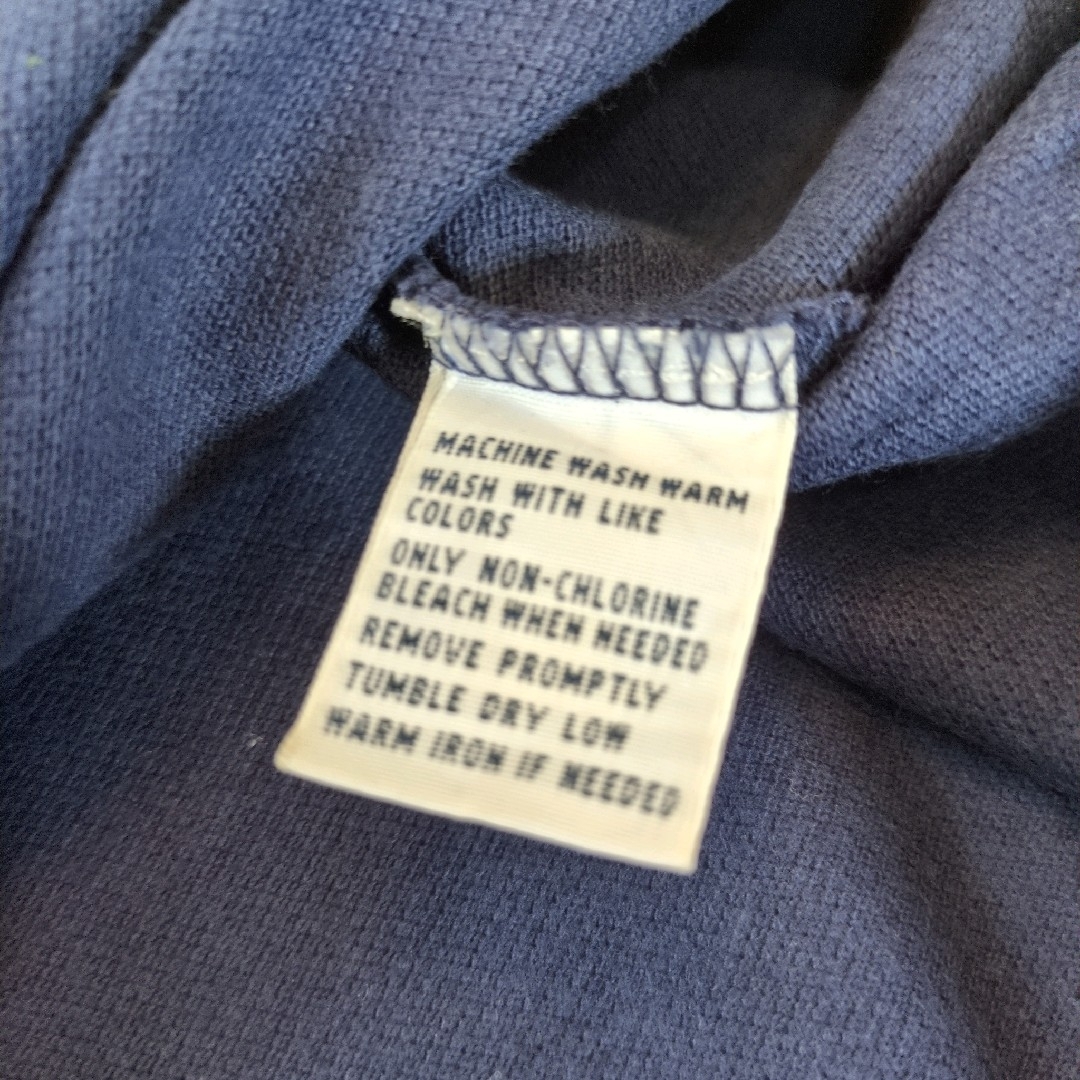 MACHINE WASH WARM
WASH WITH LIKE
COLORS
ONLY NON-CHLORINE
BLEACH WHEN NEEDED
REMOVE PROMPTLY
TUMBLE DRY LOW
WARM IRON IF NEEDED